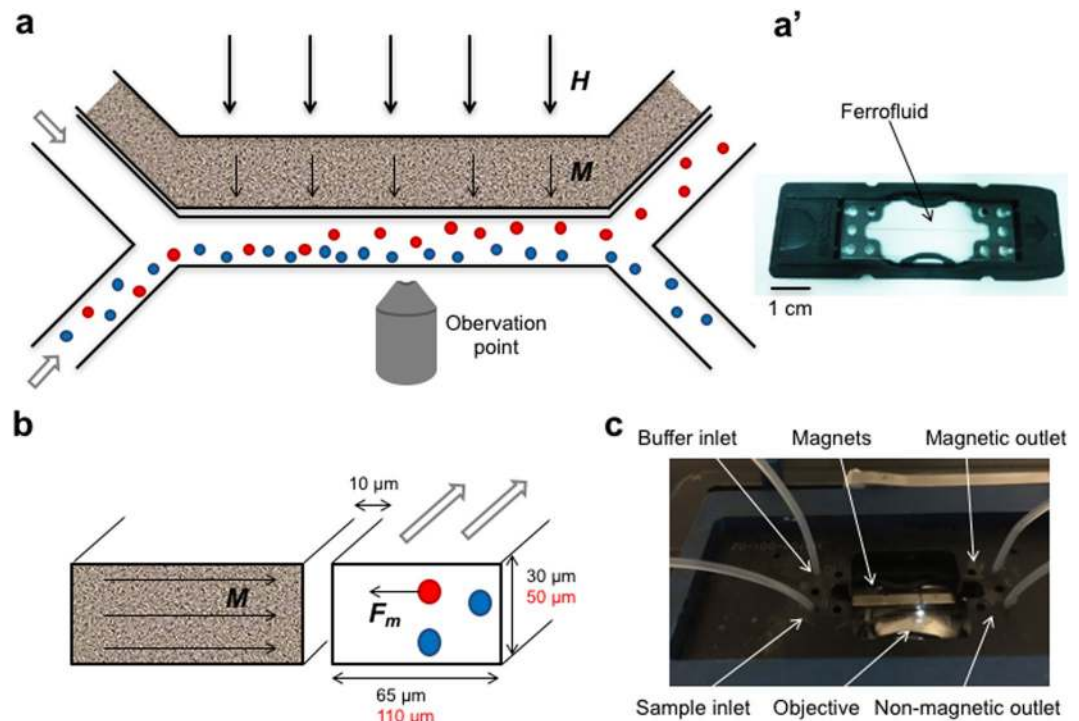 a
H
M
Obervation
point
a'
Ferrofluid
1 cm
b
10 µm
M
Fm
30 µm
50 µm
65 µm
110 µm
c
Buffer inlet
Magnets
Magnetic outlet
Sample inlet
Objective
Non-magnetic outlet